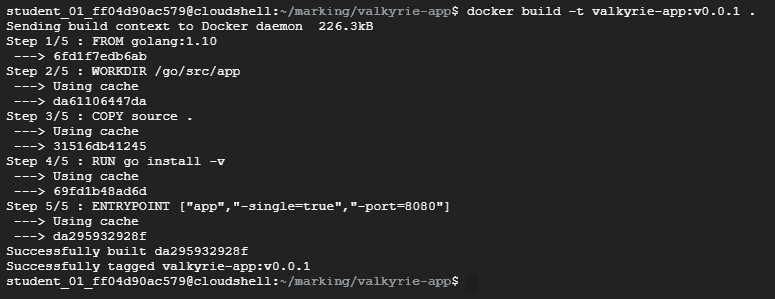 student_01_ff04d90ac579@cloudshell:~/marking/valkyrie-app$ docker build -t valkyrie-app:v0.0.1 .
Sending build context to Docker daemon  226.3kB
Step 1/5 : FROM golang:1.10
 ---> 6fd1f7edb6ab
Step 2/5 : WORKDIR /go/src/app
 ---> Using cache
 ---> da61106447da
Step 3/5 : COPY source .
 ---> Using cache
 ---> 31516db41245
Step 4/5 : RUN go install -v
 ---> Using cache
 ---> 69fd1b48ad6d
Step 5/5 : ENTRYPOINT ["app","-single=true","-port=8080"]
 ---> Using cache
 ---> da295932928f
Successfully built da295932928f
Successfully tagged valkyrie-app:v0.0.1
student_01_ff04d90ac579@cloudshell:~/marking/valkyrie-app$